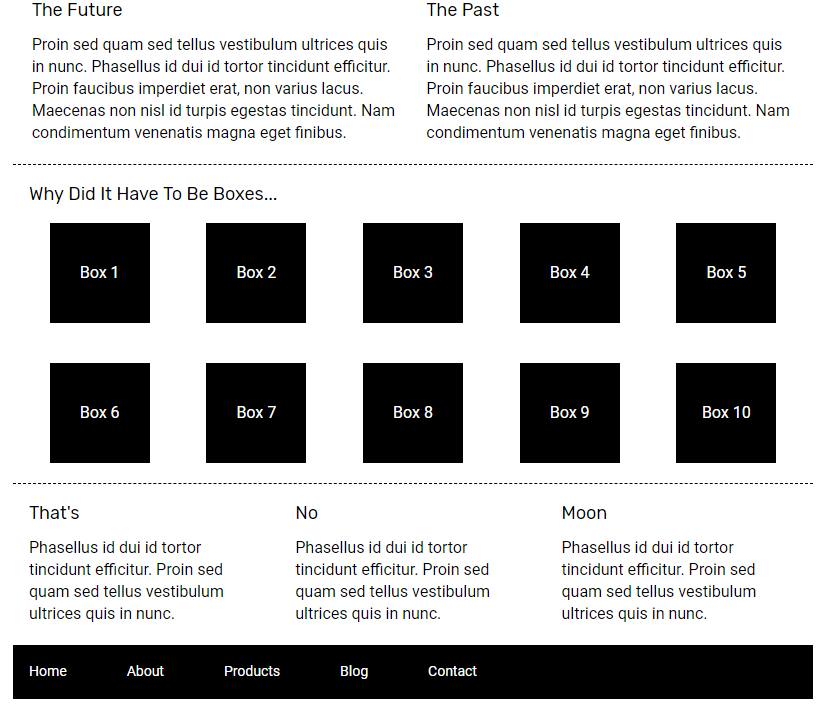 The Future
Proin sed quam sed tellus vestibulum ultrices quis
in nunc. Phasellus id dui id tortor tincidunt efficitur.
Proin faucibus imperdiet erat, non varius lacus.
Maecenas non nisl id turpis egestas tincidunt. Nam
condimentum venenatis magna eget finibus.
The Past
Proin sed quam sed tellus vestibulum ultrices quis
in nunc. Phasellus id dui id tortor tincidunt efficitur.
Proin faucibus imperdiet erat, non varius lacus.
Maecenas non nisl id turpis egestas tincidunt. Nam
condimentum venenatis magna eget finibus.
Why Did It Have To Be Boxes...
Box 1
Box 2
Box 3
Box 4
Box 5
Box 6
Box 7
Box 8
Box 9
Box 10
That's
Phasellus id dui id tortor
tincidunt efficitur. Proin sed
quam sed tellus vestibulum
ultrices quis in nunc.
No
Phasellus id dui id tortor
tincidunt efficitur. Proin sed
quam sed tellus vestibulum
ultrices quis in nunc.
Moon
Phasellus id dui id tortor
tincidunt efficitur. Proin sed
quam sed tellus vestibulum
ultrices quis in nunc.
Home About Products Blog Contact